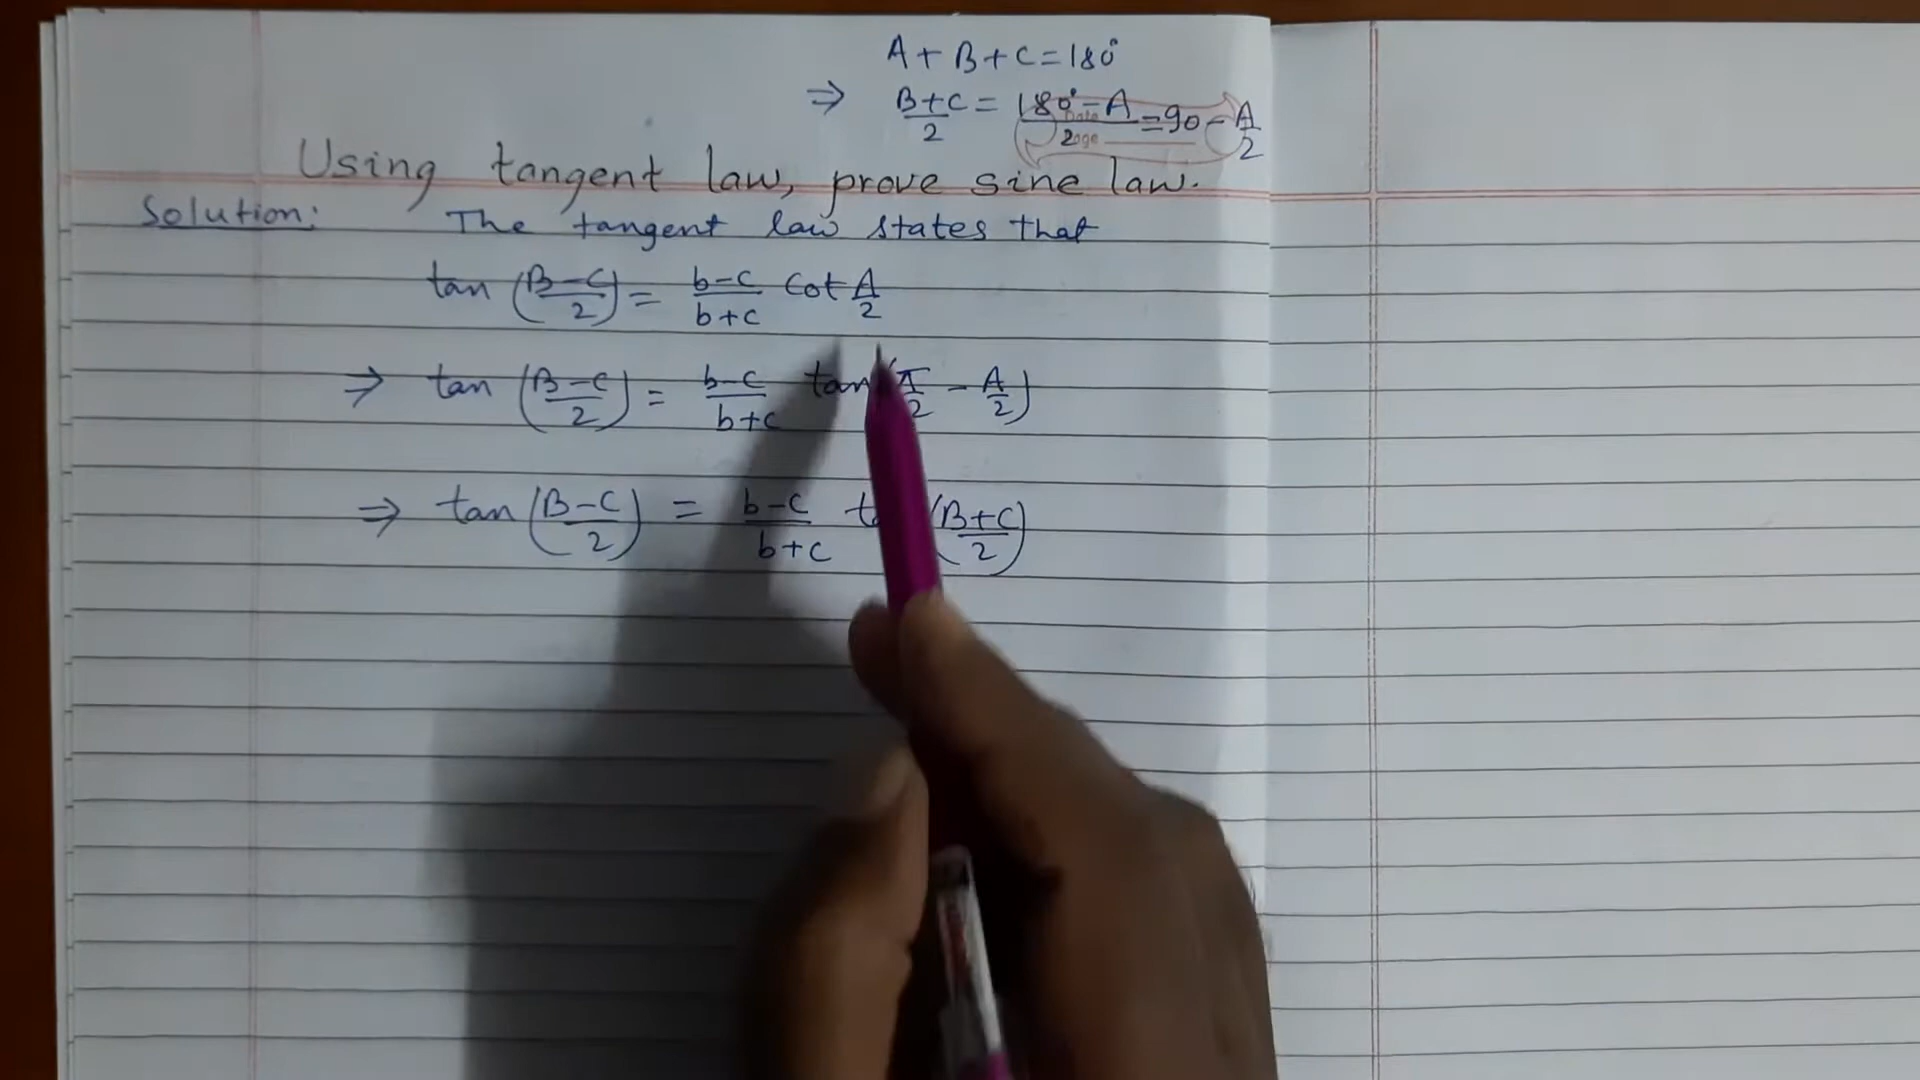 A + B + C = 180°
⇒ B+C/2 = 180°-A/2 = 90 - A/2
Using tangent law, prove sine law.
Solution: The tangent law states that
tan (B-C/2) = b-c/b+c cot A/2
⇒ tan (B-C/2) = b-c/b+c tan (π/2 - A/2)
⇒ tan (B-C/2) = b-c/b+c (B+C/2)